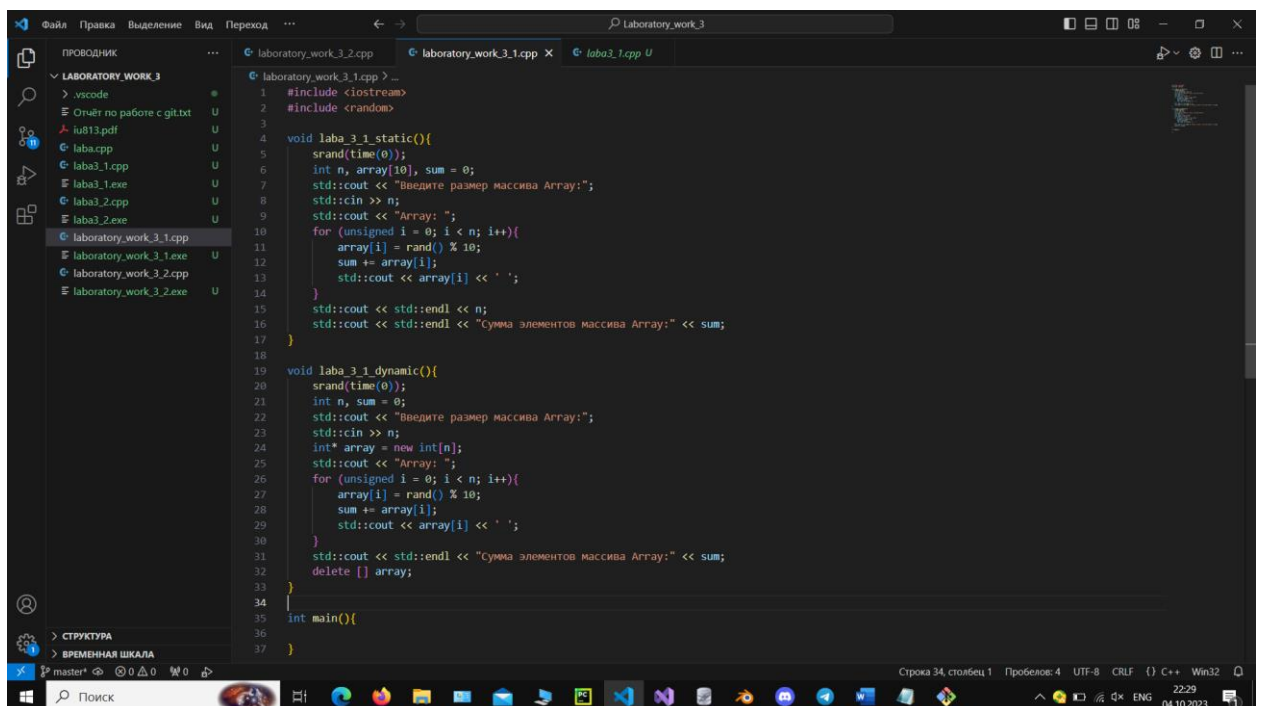 Файл Правка Выделение Вид Переход ··· Laboratory_work_3
ПРОВОДНИК ···
LABORATORY_WORK_3
.vscode
Отчёт по работе с git.txt U
iu813.pdf U
laba.cpp U
laba3_1.cpp U
laba3_1.exe U
laba3_2.cpp U
laba3_2.exe U
laboratory_work_3_1.cpp
laboratory_work_3_1.exe U
laboratory_work_3_2.cpp
laboratory_work_3_2.exe U
СТРУКТУРА
ВРЕМЕННАЯ ШКАЛА
11
1
laboratory_work_3_2.cpp laboratory_work_3_1.cpp laba3_1.cpp U
laboratory_work_3_1.cpp > ...
1 #include <iostream>
2 #include <random>
3
4 void laba_3_1_static(){
5 srand(time(0));
6 int n, array[10], sum = 0;
7 std::cout << "Введите размер массива Array:";
8 std::cin >> n;
9 std::cout << "Array: ";
10 for (unsigned i = 0; i < n; i++){
11 array[i] = rand() % 10;
12 sum += array[i];
13 std::cout << array[i] << ' ';
14 }
15 std::cout << std::endl << n;
16 std::cout << std::endl << "Сумма элементов массива Array:" << sum;
17 }
18
19 void laba_3_1_dynamic(){
20 srand(time(0));
21 int n, sum = 0;
22 std::cout << "Введите размер массива Array:";
23 std::cin >> n;
24 int* array = new int[n];
25 std::cout << "Array: ";
26 for (unsigned i = 0; i < n; i++){
27 array[i] = rand() % 10;
28 sum += array[i];
29 std::cout << array[i] << ' ';
30 }
31 std::cout << std::endl << "Сумма элементов массива Array:" << sum;
32 delete [] array;
33 }
34
35 int main(){
36
37 }
master* 0 0 0 Строка 34, столбец 1 Пробелов: 4 UTF-8 CRLF {} C++ Win32
Поиск PC W ENG 22:29
04.10.2023